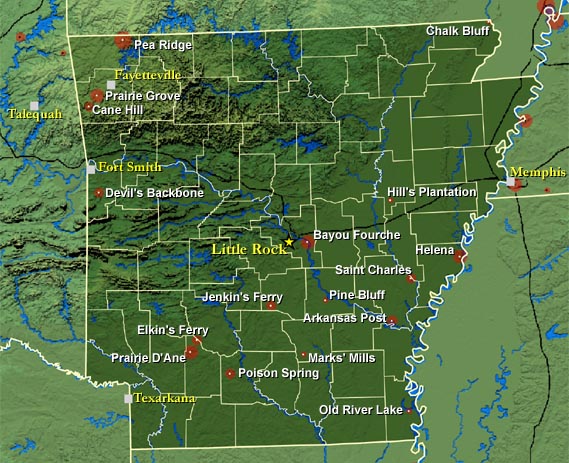 Chalk Bluff
Pea Ridge
Fayetteville
Prairie Grove
Cane Hill
Talequah
Fort Smith
Memphis
Devil's Backbone
Hill's Plantation
Bayou Fourche
Little Rock
Helena
Saint Charles
Jenkin's Ferry
Pine Bluff
Arkansas Post
Elkin's Ferry
Prairie D'Ane
Marks' Mills
Poison Spring
Texarkana
Old River Lake